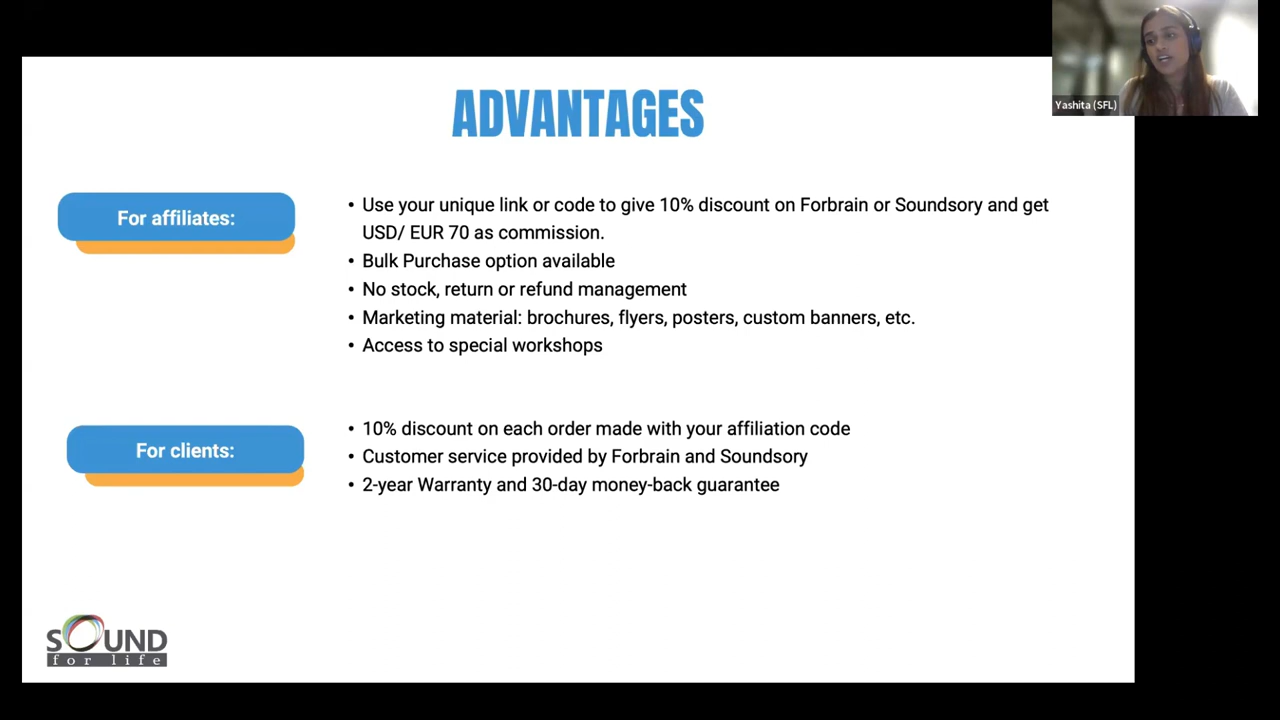 Yashita (SFL)
ADVANTAGES
For affiliates:
• Use your unique link or code to give 10% discount on Forbrain or Soundsory and get
USD/ EUR 70 as commission.
• Bulk Purchase option available
• No stock, return or refund management
• Marketing material: brochures, flyers, posters, custom banners, etc.
• Access to special workshops
For clients:
• 10% discount on each order made with your affiliation code
• Customer service provided by Forbrain and Soundsory
• 2-year Warranty and 30-day money-back guarantee
SOUND
for life